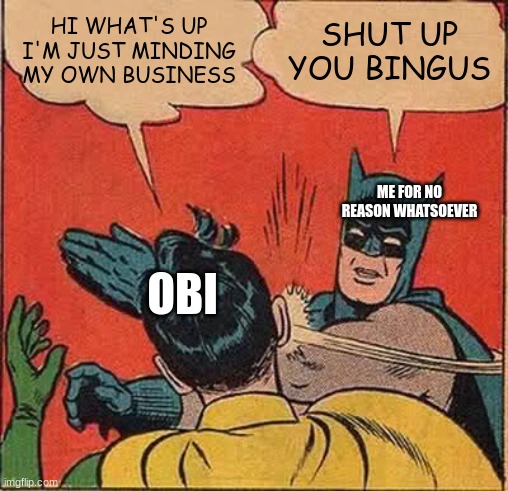 HI WHAT'S UP
I'M JUST MINDING
MY OWN BUSINESS
SHUT UP
YOU BINGUS
ME FOR NO
REASON WHATSOEVER
OBI
imgflip.com